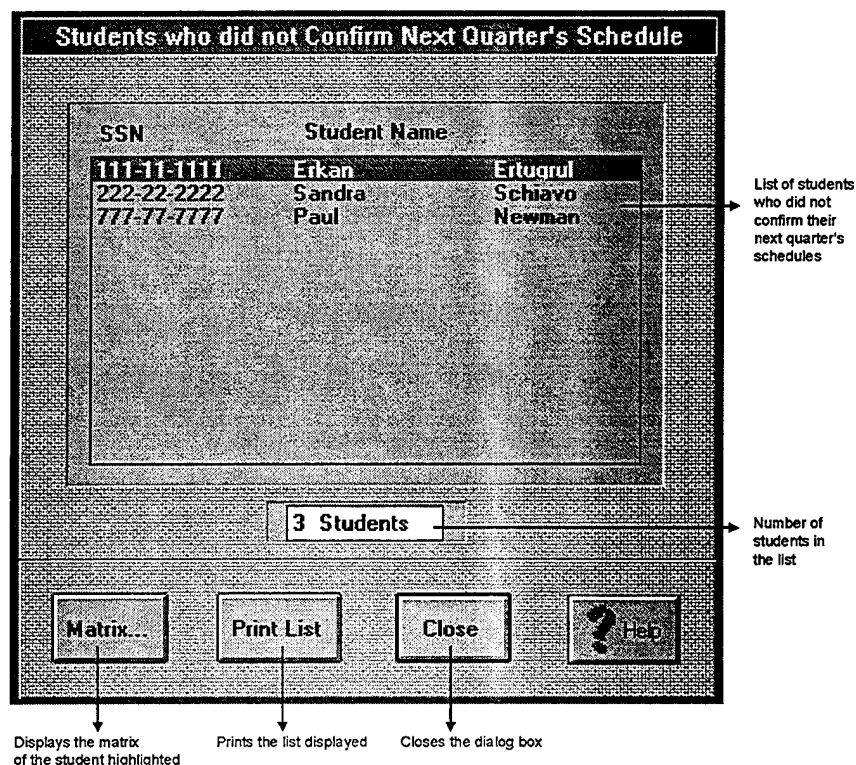 Students who did not Confirm Next Quarter's Schedule
SSN Student Name
111-11-1111 Erkan Ertugrul
222-22-2222 Sandra Schiavo
777-77-7777 Paul Newman
List of students
who did not
confirm their
next quarter's
schedules
3 Students
Number of
students in
the list
Matrix... Print List Close ? Help
Displays the matrix
of the student highlighted
Prints the list displayed
Closes the dialog box